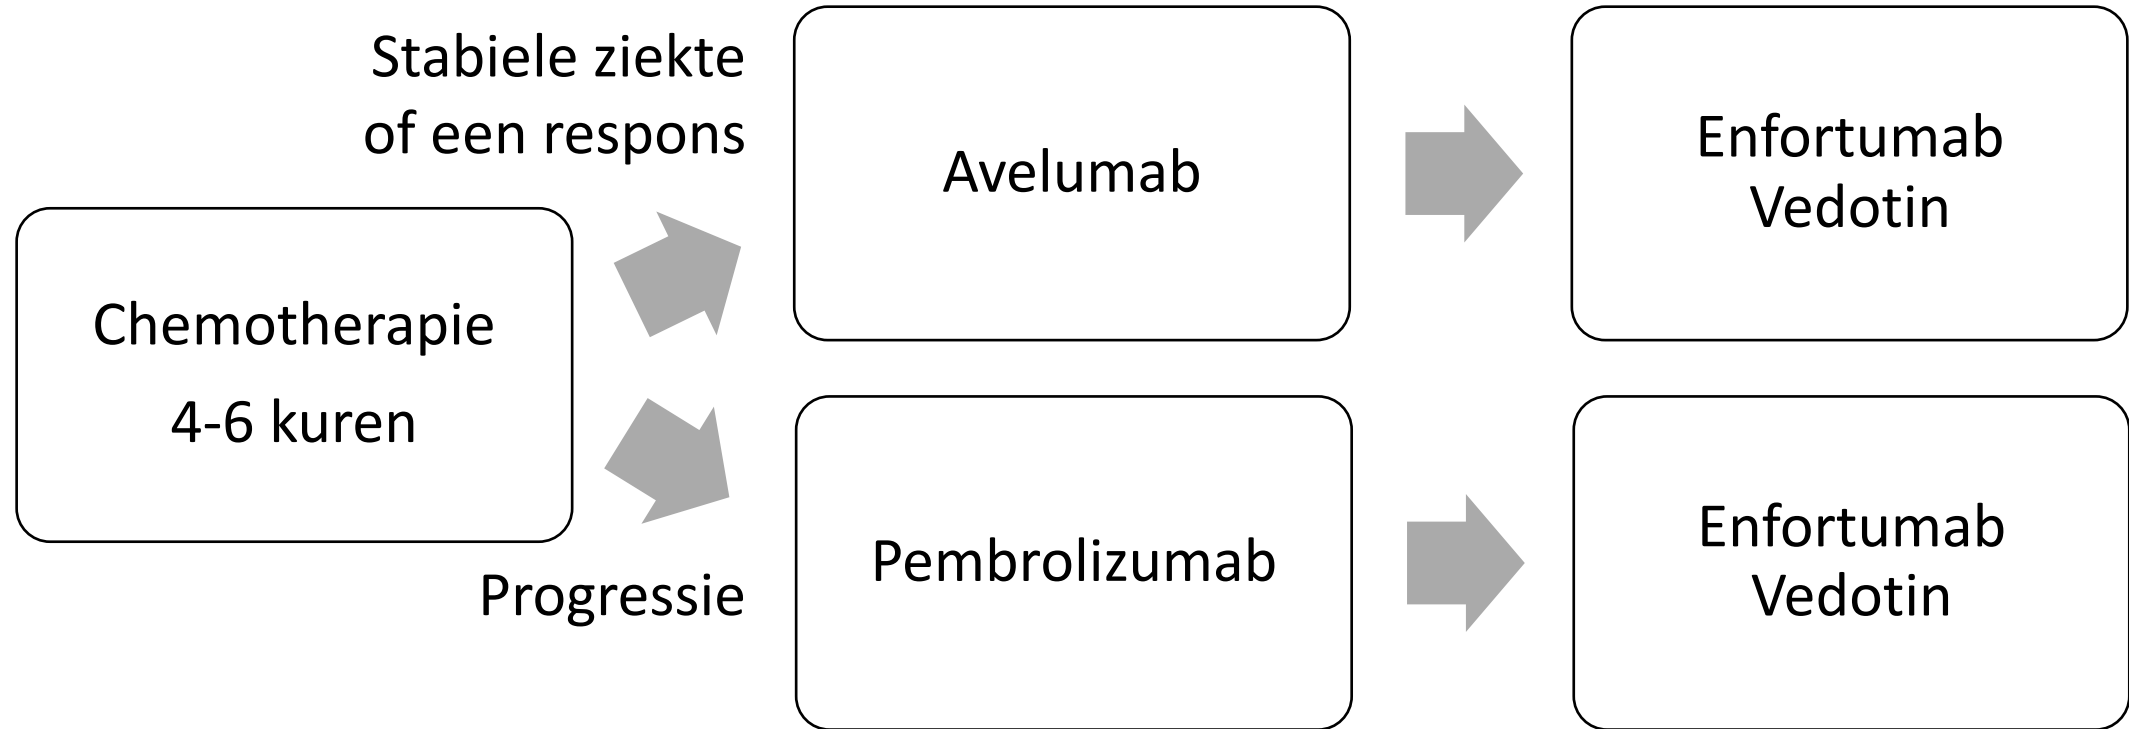 Stabiele ziekte
of een respons
Chemotherapie
4-6 kuren
Progressie
Avelumab
Enfortumab
Vedotin
Pembrolizumab
Enfortumab
Vedotin